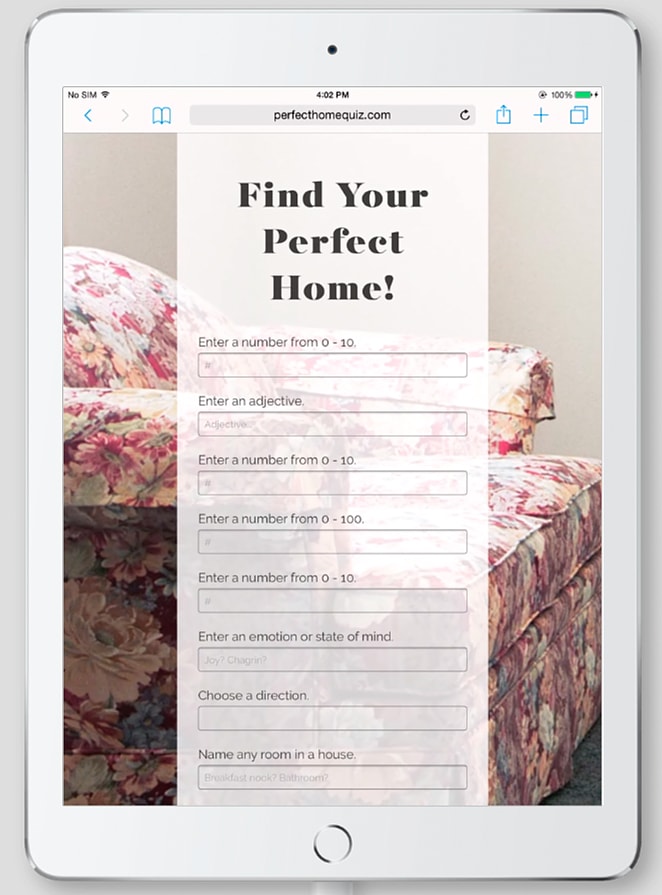 No SIM
4:02 PM
100%
perfecthomequiz.com
Find Your
Perfect
Home!
Enter a number from 0 - 10.
#
Enter an adjective.
Adjective...
Enter a number from 0 - 10.
#
Enter a number from 0 - 100.
#
Enter a number from 0 - 10.
#
Enter an emotion or state of mind.
Joy? Chagrin?
Choose a direction.
Name any room in a house.
Breakfast nook? Bathroom?